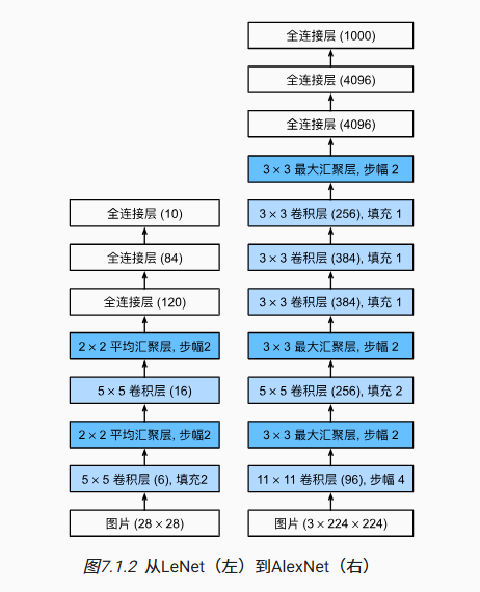 全连接层 (1000)
全连接层 (4096)
全连接层 (4096)
3 × 3 最大汇聚层, 步幅 2
3 × 3 卷积层 (256), 填充 1
3 × 3 卷积层 (384), 填充 1
3 × 3 卷积层 (384), 填充 1
3 × 3 最大汇聚层, 步幅 2
5 × 5 卷积层 (256), 填充 2
3 × 3 最大汇聚层, 步幅 2
11 × 11 卷积层 (96), 步幅 4
图片 (3 × 224 × 224)
全连接层 (10)
全连接层 (84)
全连接层 (120)
2 × 2 平均汇聚层, 步幅2
5 × 5 卷积层 (16)
2 × 2 平均汇聚层, 步幅2
5 × 5 卷积层 (6), 填充2
图片 (28 × 28)
图7.1.2 从LeNet（左）到AlexNet（右）